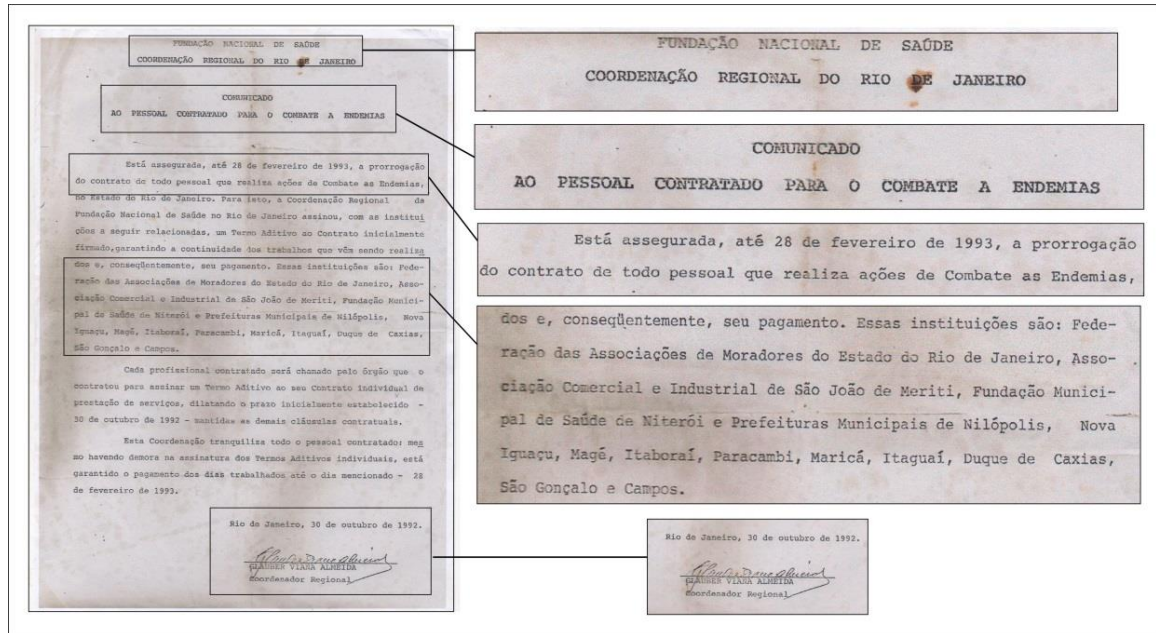 FUNDAÇÃO NACIONAL DE SAÚDE
COORDENAÇÃO REGIONAL DO RIO DE JANEIRO
COMUNICADO
AO PESSOAL CONTRATADO PARA O COMBATE A ENDEMIAS
Está assegurada, até 28 de fevereiro de 1993, a prorrogação
do contrato de todo pessoal que realiza ações de Combate as Endemias,
no Estado do Rio de Janeiro. Para isto, a Coordenação Regional da
Fundação Nacional de Saúde no Rio de Janeiro assinou, com as institui
ções a seguir relacionadas, um Termo Aditivo ao Contrato inicialmente
firmado, garantindo a continuidade dos trabalhos que vêm sendo realiza
dos e, conseqüentemente, seu pagamento. Essas instituições são: Fede-
ração das Associações de Moradores do Estado do Rio de Janeiro, Asso-
ciação Comercial e Industrial de São João de Meriti, Fundação Munici-
pal de Saúde de Niterói e Prefeituras Municipais de Nilópolis, Nova
Iguaçu, Magé, Itaboraí, Paracambi, Maricá, Itaguaí, Duque de Caxias,
São Gonçalo e Campos.
Cada profissional contratado será chamado pelo órgão que o
contratou para assinar um Termo Aditivo ao seu Contrato individual de
prestação de serviços, dilatando o prazo inicialmente estabelecido -
30 de outubro de 1992 - mantidas as demais cláusulas contratuais.
Esta Coordenação tranquiliza todo o pessoal contratado: mes
mo havendo demora na assinatura dos Termos Aditivos individuais, está
garantido o pagamento dos dias trabalhados até o dia mencionado - 28
de fevereiro de 1993.
Rio de Janeiro, 30 de outubro de 1992.
GLAUBER VIANA ALMEIDA
Coordenador Regional
FUNDAÇÃO NACIONAL DE SAÚDE
COORDENAÇÃO REGIONAL DO RIO DE JANEIRO
COMUNICADO
AO PESSOAL CONTRATADO PARA O COMBATE A ENDEMIAS
Está assegurada, até 28 de fevereiro de 1993, a prorrogação
do contrato de todo pessoal que realiza ações de Combate as Endemias,
dos e, conseqüentemente, seu pagamento. Essas instituições são: Fede-
ração das Associações de Moradores do Estado do Rio de Janeiro, Asso-
ciação Comercial e Industrial de São João de Meriti, Fundação Munici-
pal de Saúde de Niterói e Prefeituras Municipais de Nilópolis, Nova
Iguaçu, Magé, Itaboraí, Paracambi, Maricá, Itaguaí, Duque de Caxias,
São Gonçalo e Campos.
Rio de Janeiro, 30 de outubro de 1992.
GLAUBER VIANA ALMEIDA
Coordenador Regional